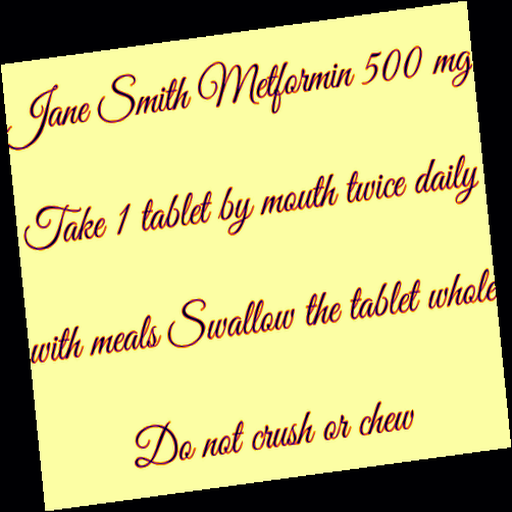 Jane Smith Metformin 500 mg
Take 1 tablet by mouth twice daily
with meals Swallow the tablet whole
Do not crush or chew